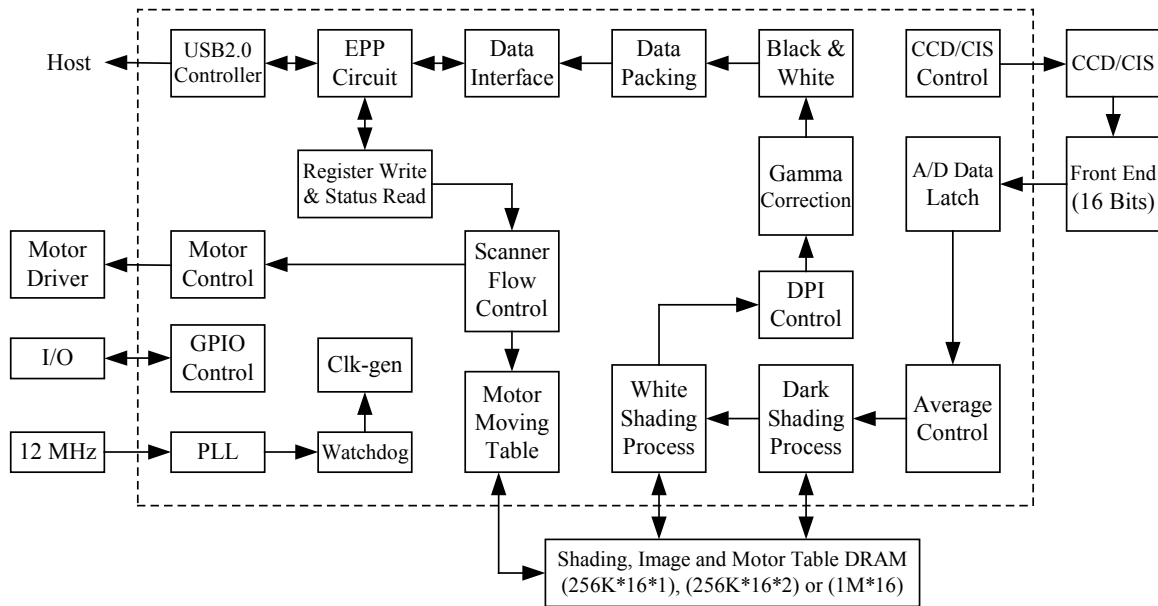 Host
USB2.0
Controller
EPP
Circuit
Data
Interface
Data
Packing
Black &
White
CCD/CIS
Control
CCD/CIS
Register Write
& Status Read
Gamma
Correction
A/D Data
Latch
Front End
(16 Bits)
Motor
Driver
Motor
Control
Scanner
Flow
Control
DPI
Control
I/O
GPIO
Control
Clk-gen
Motor
Moving
Table
White
Shading
Process
Dark
Shading
Process
Average
Control
12 MHz
PLL
Watchdog
Shading, Image and Motor Table DRAM
(256K*16*1), (256K*16*2) or (1M*16)